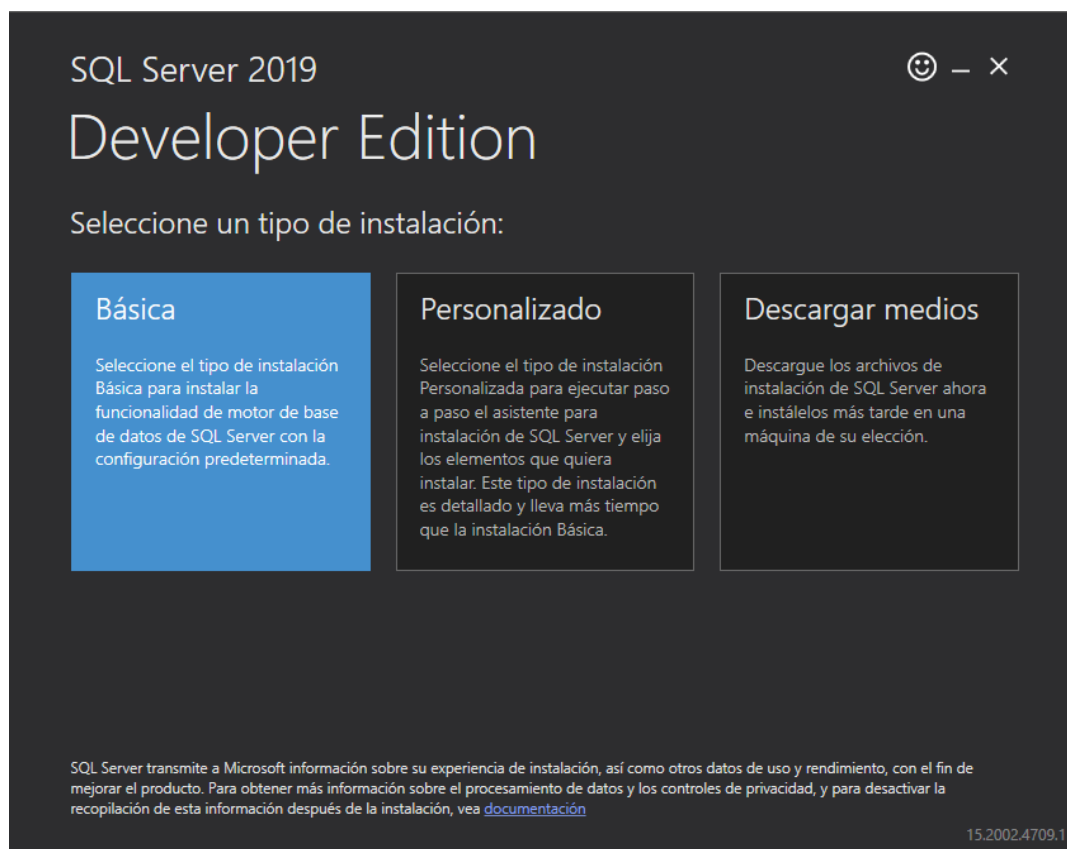 SQL Server 2019
Developer Edition
Seleccione un tipo de instalación:
Básica
Seleccione el tipo de instalación
Básica para instalar la
funcionalidad de motor de base
de datos de SQL Server con la
configuración predeterminada.
Personalizado
Seleccione el tipo de instalación
Personalizada para ejecutar paso
a paso el asistente para
instalación de SQL Server y elija
los elementos que quiera
instalar. Este tipo de instalación
es detallado y lleva más tiempo
que la instalación Básica.
Descargar medios
Descargue los archivos de
instalación de SQL Server ahora
e instálelos más tarde en una
máquina de su elección.
SQL Server transmite a Microsoft información sobre su experiencia de instalación, así como otros datos de uso y rendimiento, con el fin de
mejorar el producto. Para obtener más información sobre el procesamiento de datos y los controles de privacidad, y para desactivar la
recopilación de esta información después de la instalación, vea documentación
15.2002.4709.1